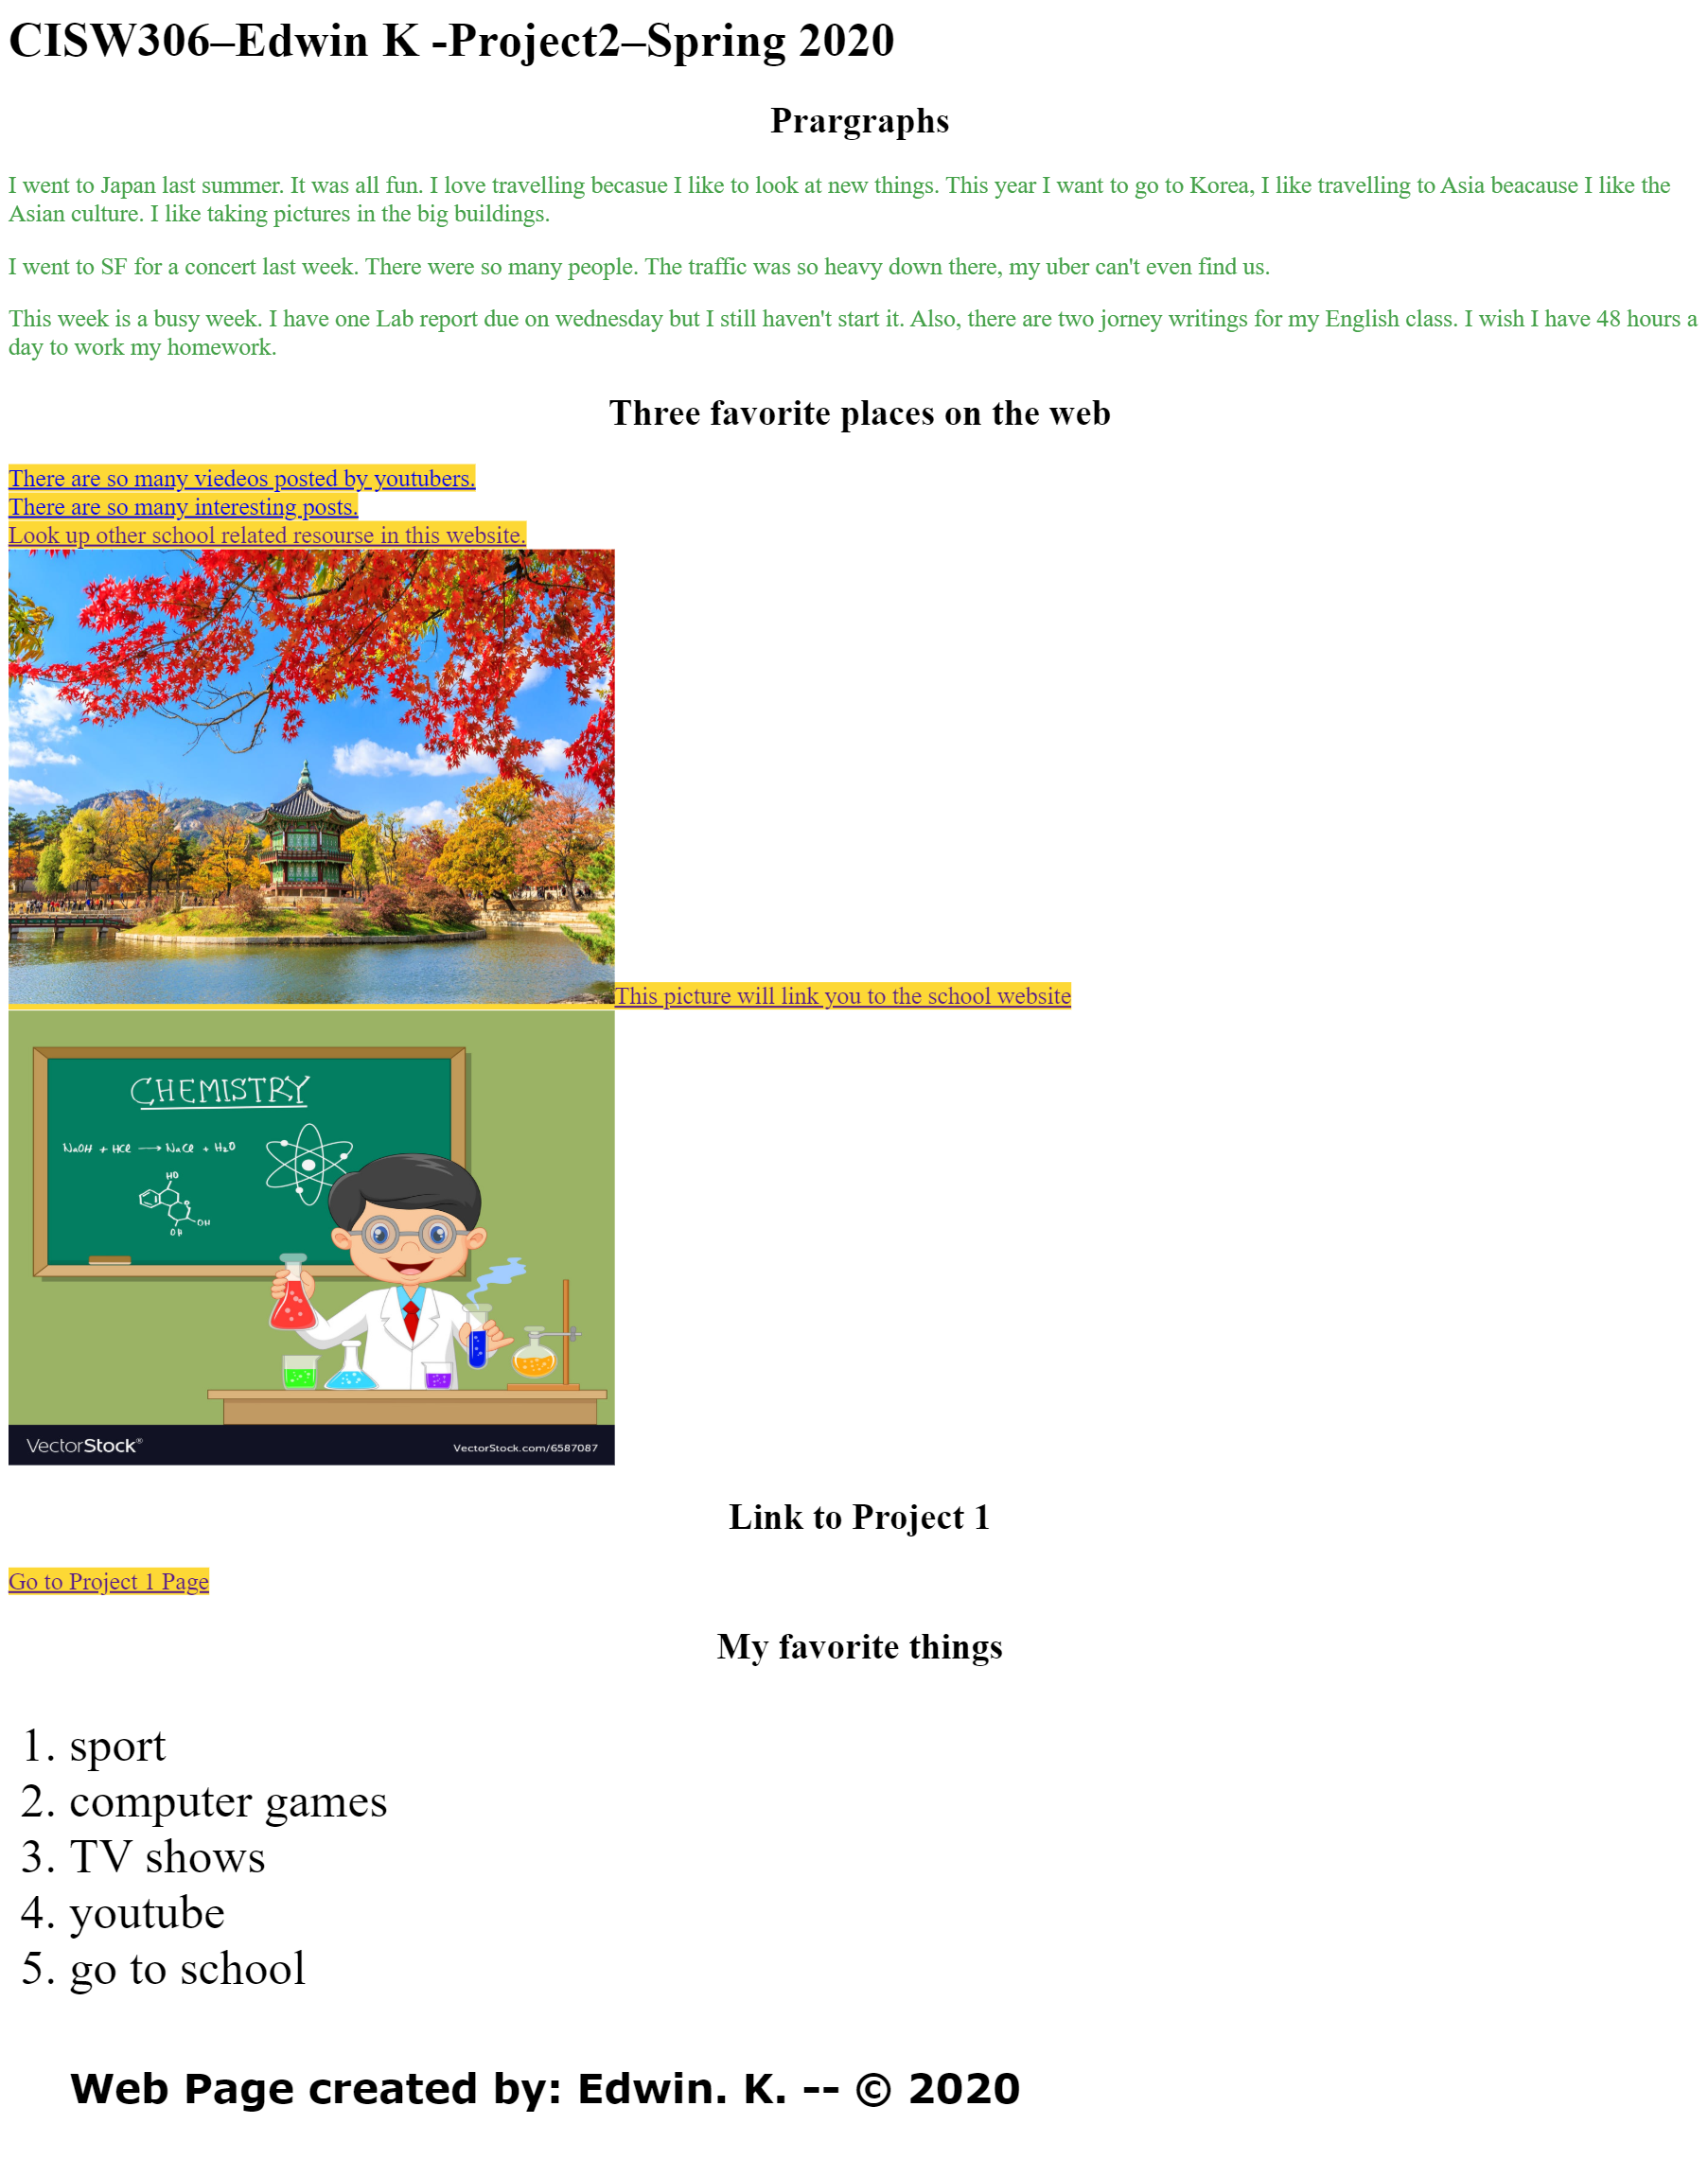 CISW306–Edwin K -Project2–Spring 2020
Prargraphs
I went to Japan last summer. It was all fun. I love travelling becasue I like to look at new things. This year I want to go to Korea, I like travelling to Asia beacause I like the
Asian culture. I like taking pictures in the big buildings.
I went to SF for a concert last week. There were so many people. The traffic was so heavy down there, my uber can't even find us.
This week is a busy week. I have one Lab report due on wednesday but I still haven't start it. Also, there are two jorney writings for my English class. I wish I have 48 hours a
day to work my homework.
Three favorite places on the web
There are so many viedeos posted by youtubers.
There are so many interesting posts.
Look up other school related resourse in this website.
This picture will link you to the school website
CHEMISTRY
NaOH + HCl → NaCl + H₂O
HO
O
OH
OH
VectorStock®
VectorStock.com/6587087
Link to Project 1
Go to Project 1 Page
My favorite things
1. sport
2. computer games
3. TV shows
4. youtube
5. go to school
Web Page created by: Edwin. K. -- © 2020